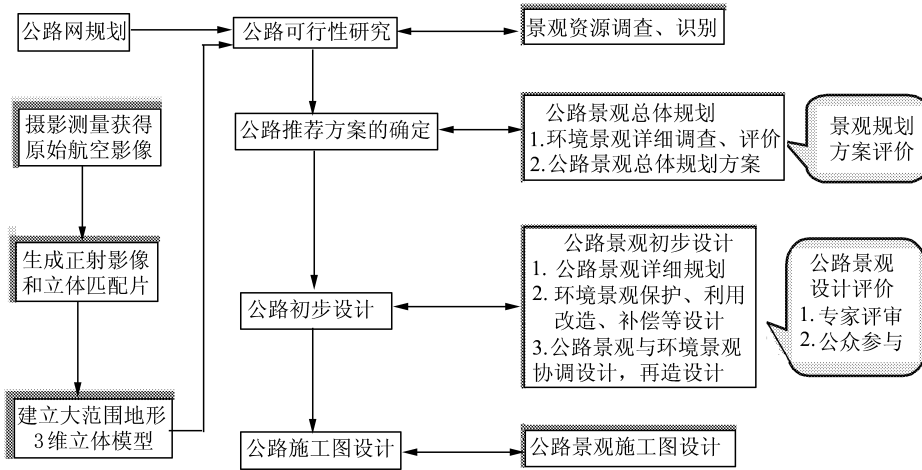 公路网规划
公路可行性研究
景观资源调查、识别
摄影测量获得
原始航空影像
公路推荐方案的确定
公路景观总体规划
1.环境景观详细调查、评价
2.公路景观总体规划方案
景观规划
方案评价
生成正射影像
和立体匹配片
公路初步设计
公路景观初步设计
1. 公路景观详细规划
2. 环境景观保护、利用
改造、补偿等设计
3.公路景观与环境景观
协调设计，再造设计
公路景观
设计评价
1. 专家评审
2. 公众参与
建立大范围地形
3维立体模型
公路施工图设计
公路景观施工图设计